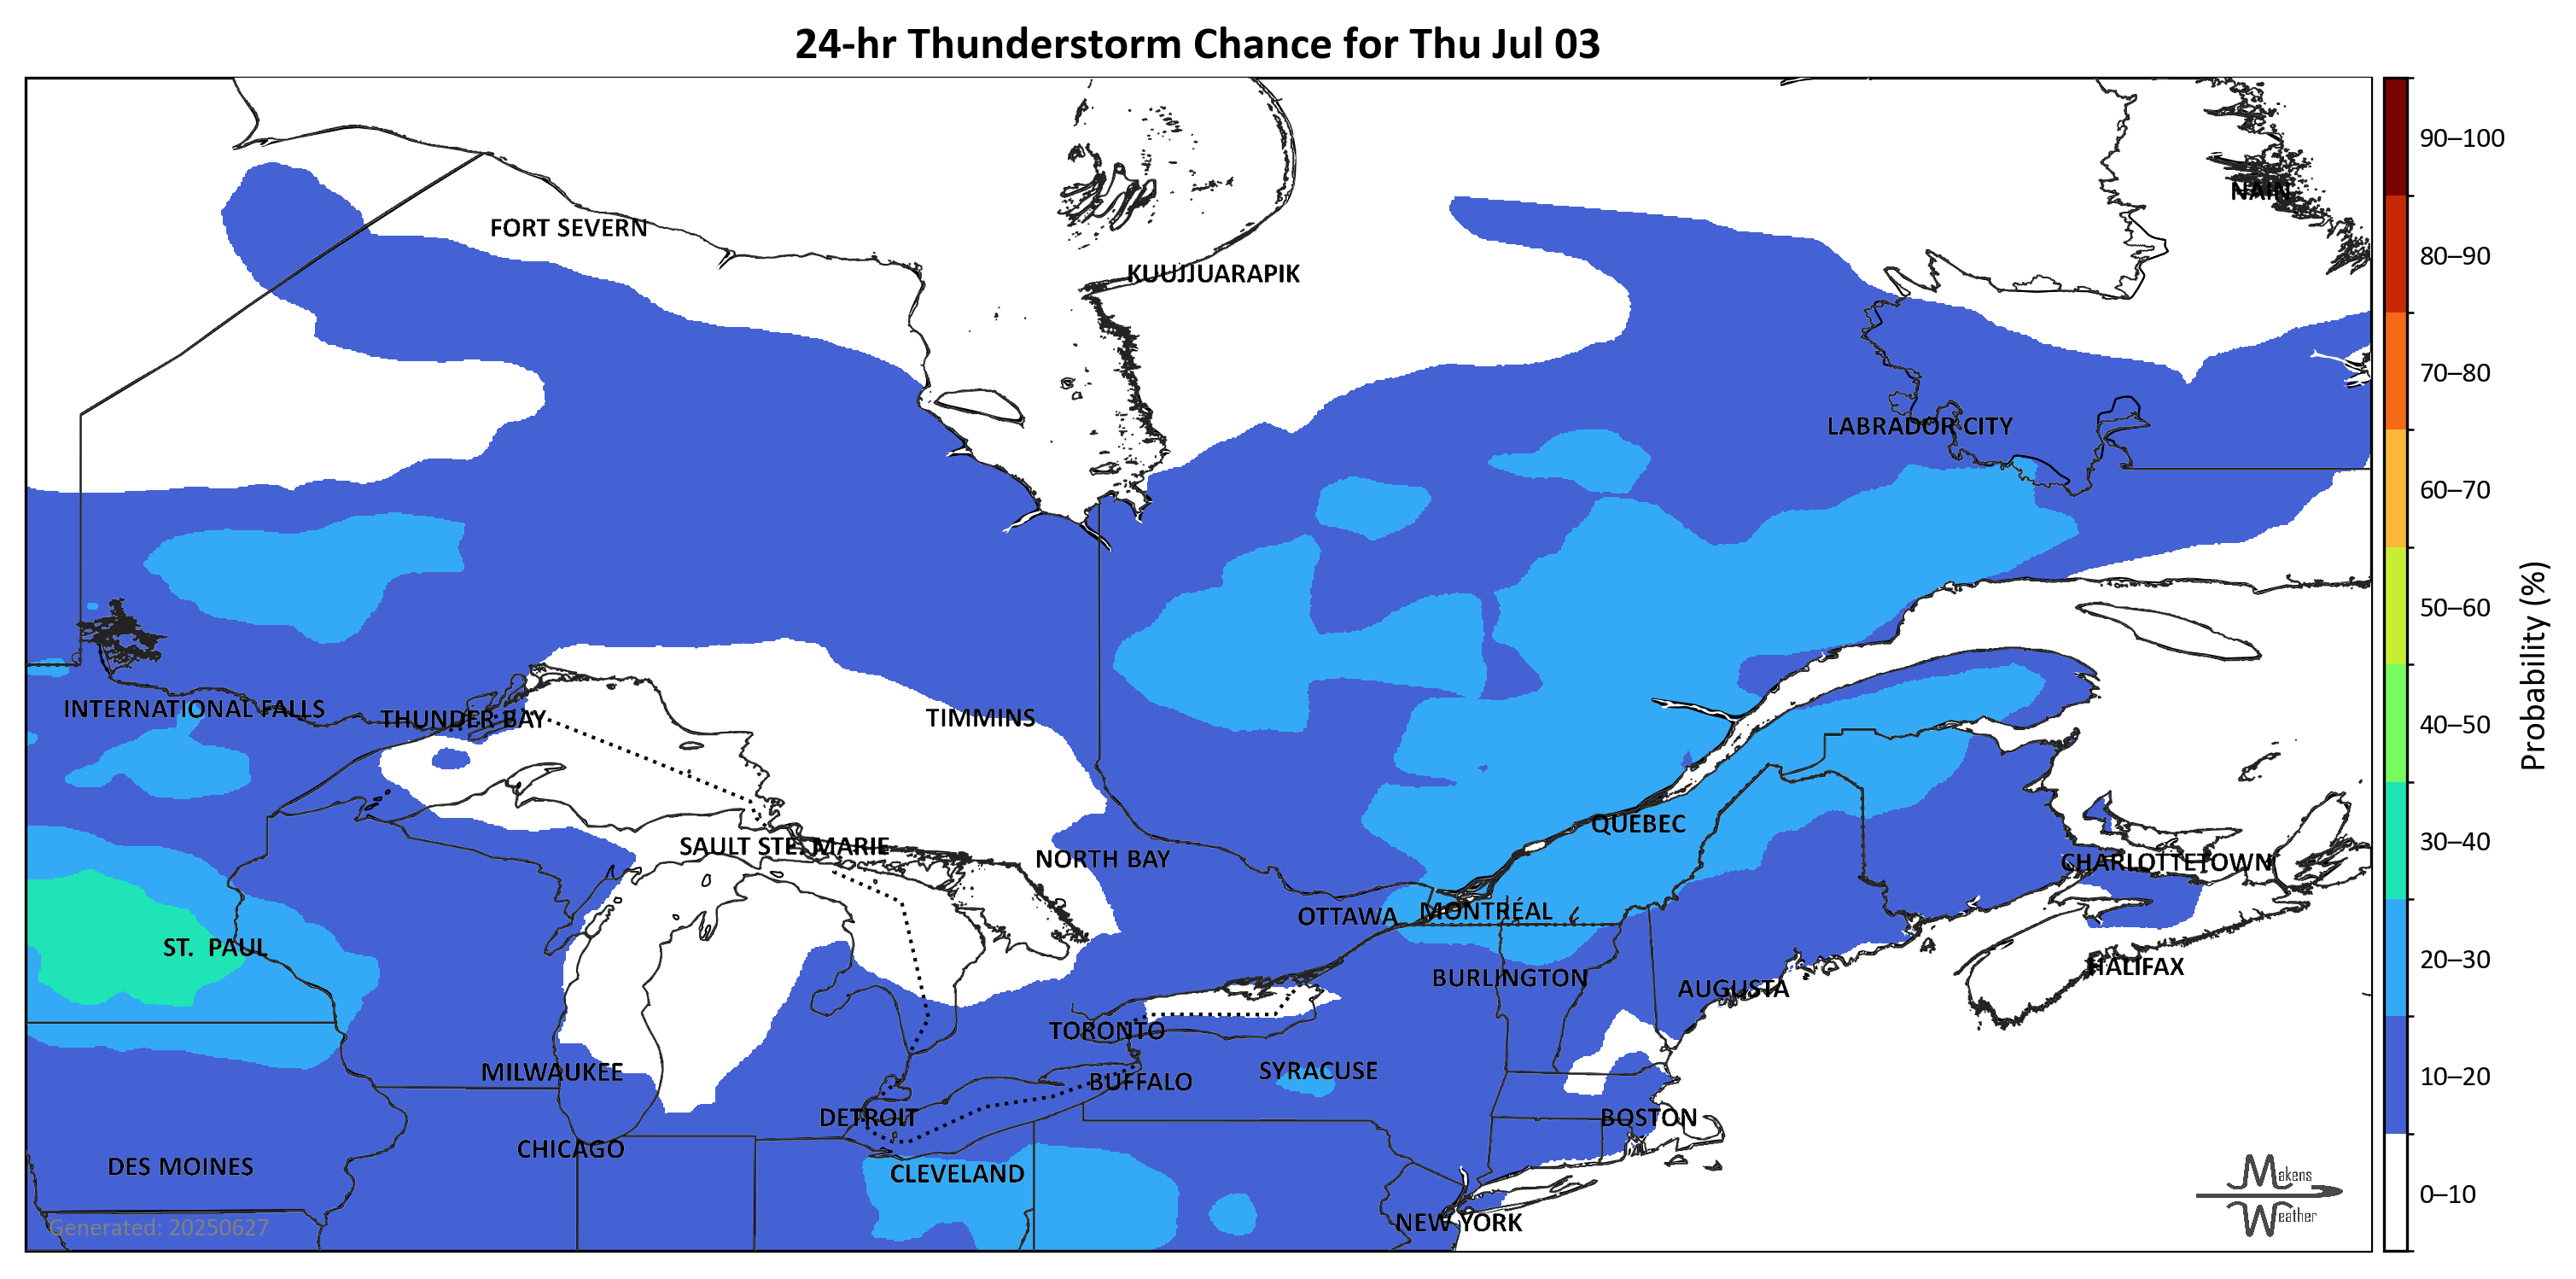 24-hr Thunderstorm Chance for Thu Jul 03
90–100
NAIN
FORT SEVERN
80–90
KUUJJUARAPIK
70–80
LABRADOR CITY
60–70
50–60
INTERNATIONAL FALLS
THUNDER BAY
TIMMINS
40–50
Probability (%)
QUEBEC
30–40
SAULT STE. MARIE
NORTH BAY
CHARLOTTETOWN
OTTAWA
MONTRÉAL
ST. PAUL
20–30
HALIFAX
BURLINGTON
AUGUSTA
TORONTO
MILWAUKEE
SYRACUSE
BUFFALO
10–20
DETROIT
BOSTON
CHICAGO
DES MOINES
CLEVELAND
Makens
Weather
0–10
NEW YORK
Generated: 20250627